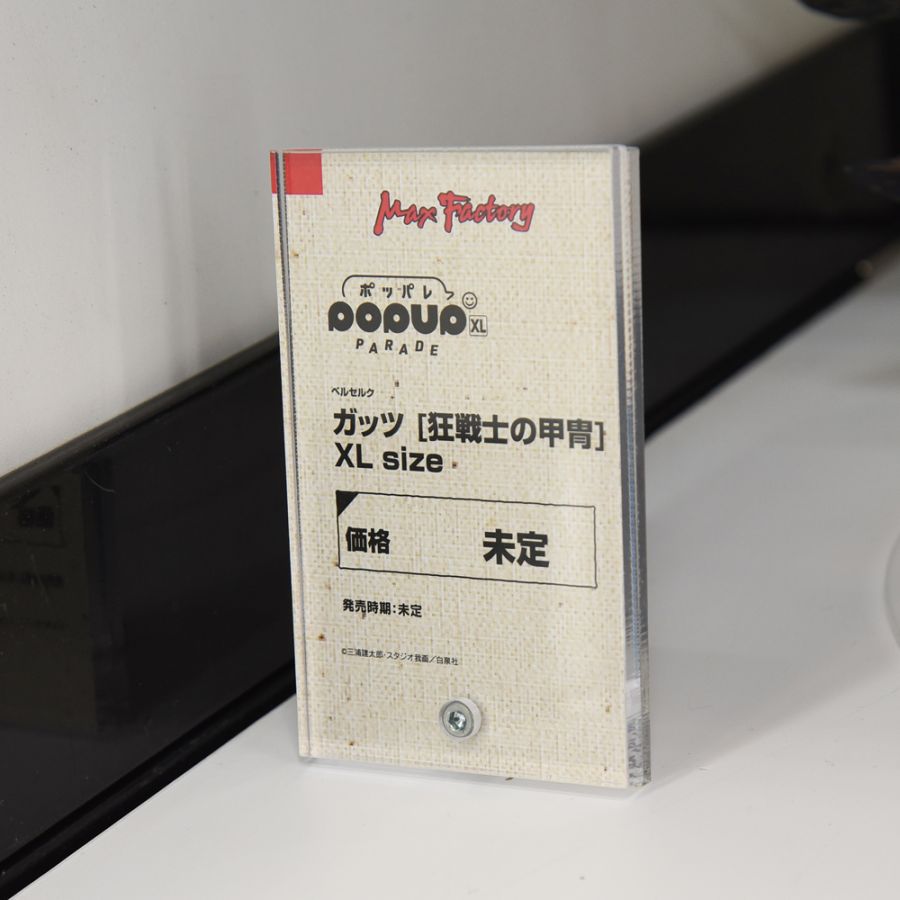 Max Factory
ポッパレ
POPUP XL
PARADE
ベルセルク
ガッツ [狂戦士の甲冑]
XL size
価格 未定
発売時期：未定
©三浦建太郎・スタジオ我画／白泉社